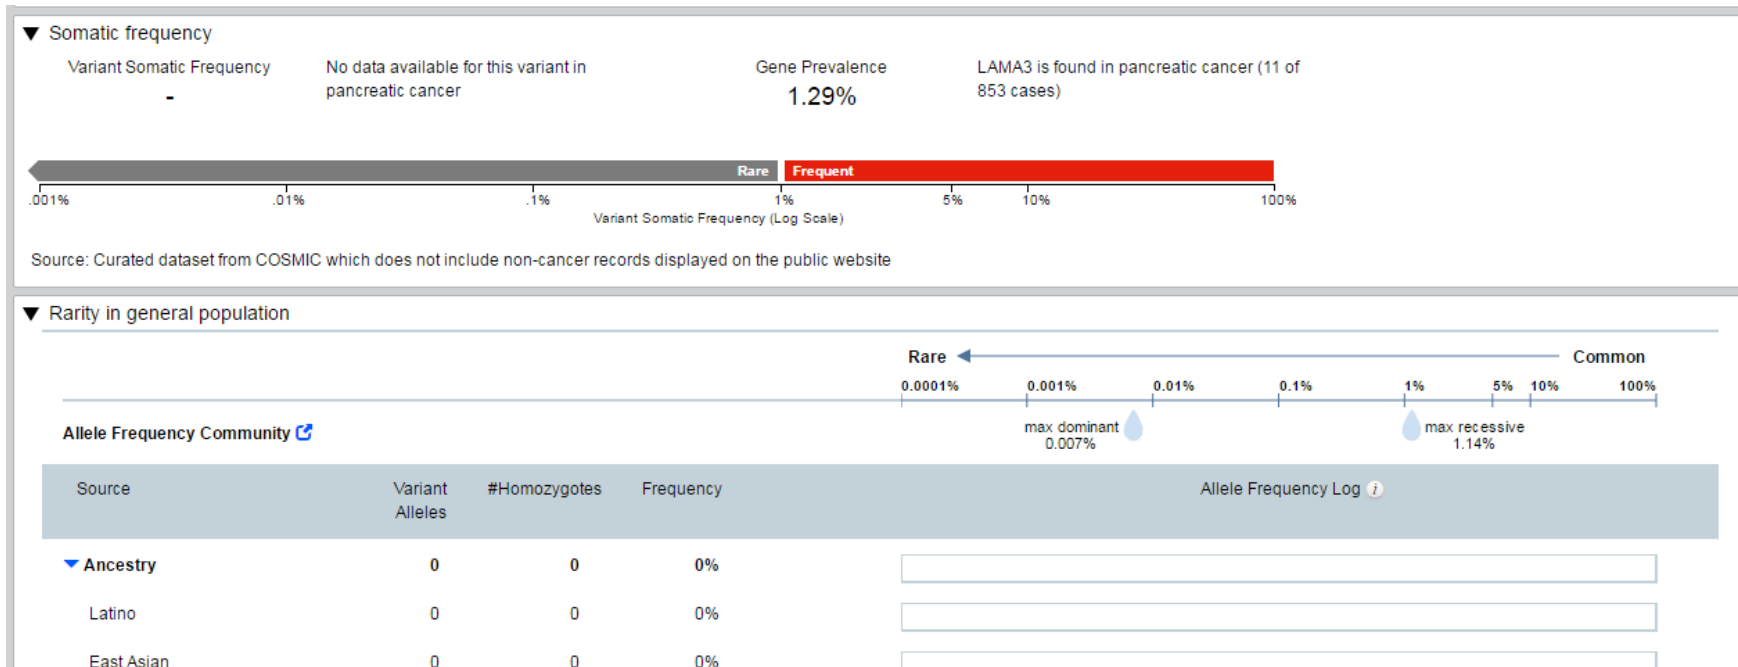 Somatic frequency
Variant Somatic Frequency
-
No data available for this variant in
pancreatic cancer
Gene Prevalence
1.29%
LAMA3 is found in pancreatic cancer (11 of
853 cases)
Rare Frequent
.001% .01% .1% 1% 5% 10% 100%
Variant Somatic Frequency (Log Scale)
Source: Curated dataset from COSMIC which does not include non-cancer records displayed on the public website
Rarity in general population
Rare Common
0.0001% 0.001% 0.01% 0.1% 1% 5% 10% 100%
Allele Frequency Community
max dominant
0.007%
max recessive
1.14%
Source Variant Alleles #Homozygotes Frequency Allele Frequency Log i
Ancestry 0 0 0%
Latino 0 0 0%
East Asian 0 0 0%